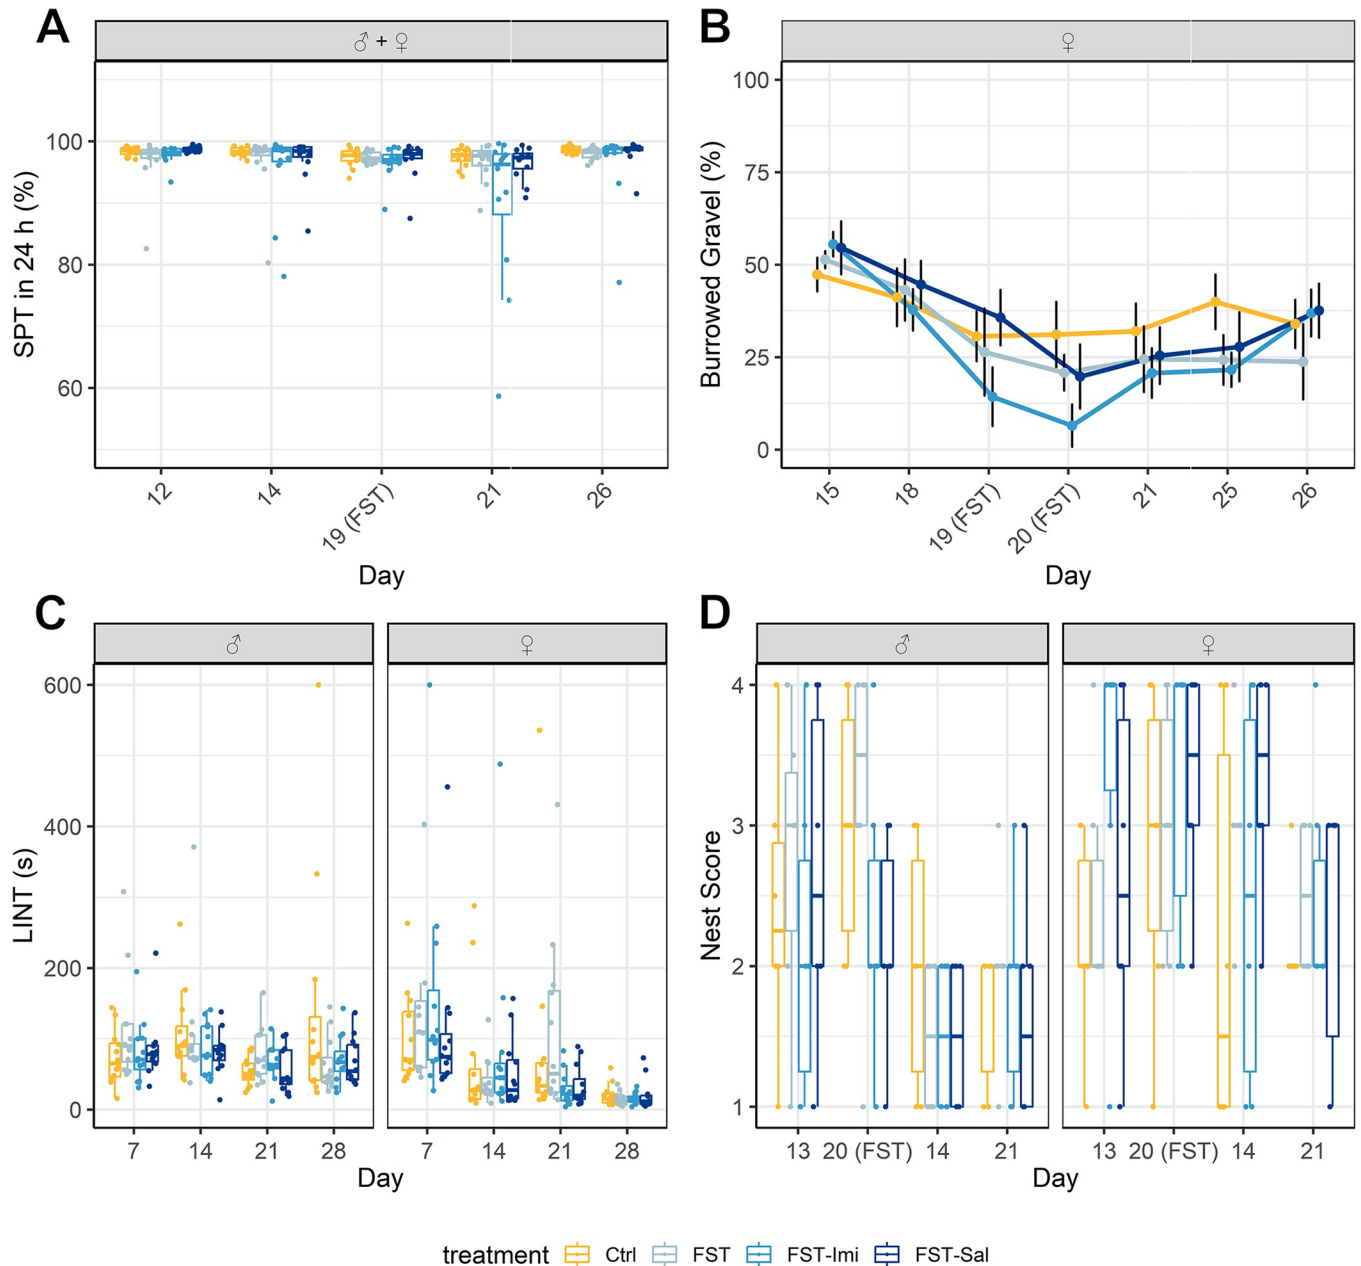 A
♂ + ♀
SPT in 24 h (%)
100
80
60
12
14
19 (FST)
21
26
Day
B
♀
Burrowed Gravel (%)
100
75
50
25
0
15
18
19 (FST)
20 (FST)
21
25
26
Day
C
♂
♀
LINT (s)
600
400
200
0
7
14
21
28
7
14
21
28
Day
D
♂
♀
Nest Score
4
3
2
1
13
20 (FST)
14
21
13
20 (FST)
14
21
Day
treatment Ctrl FST FST-Imi FST-Sal